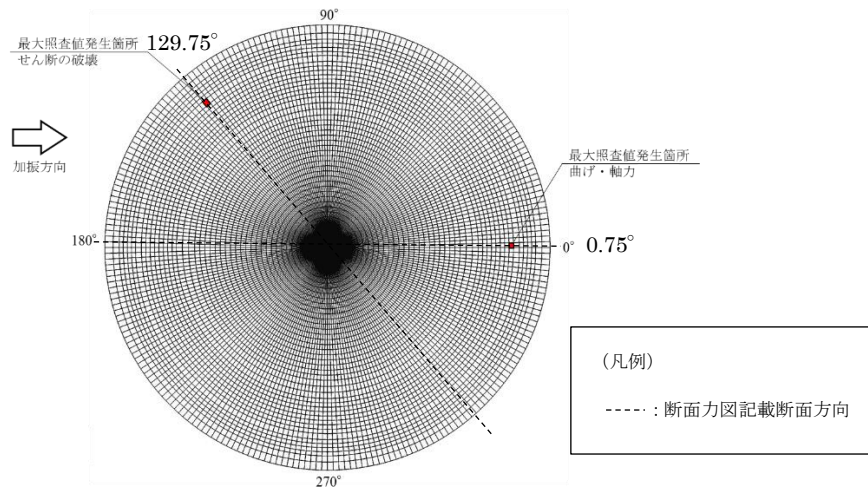 90°
最大照査値発生箇所 129.75°
せん断の破壊
加振方向
最大照査値発生箇所
曲げ・軸力
180°
0° 0.75°
(凡例)
-----:断面力図記載断面方向
270°